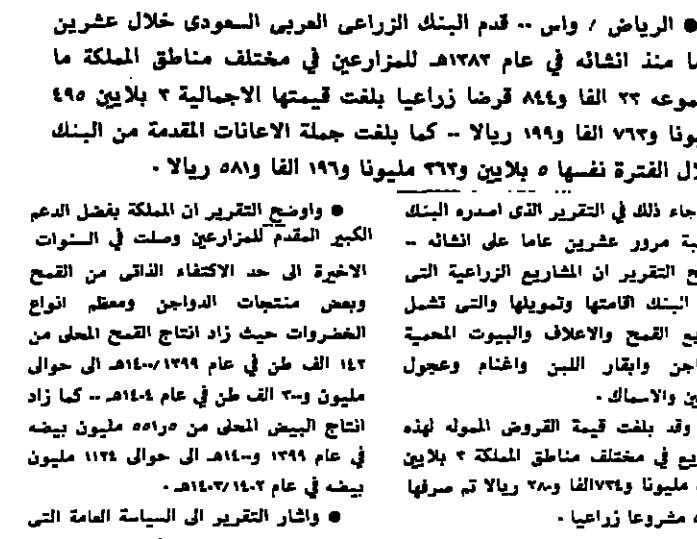 ● الرياض / واس .. قدم البنك الزراعى العربى السعودى خلال عشرين
منذ انشائه في عام ١٣٨٣هـ للمزارعين في مختلف مناطق المملكة ما
٢٣ الفا و٨٤٤ قرضا زراعيا بلغت قيمتها الاجمالية ٣ بلايين ٤٩٥
و٧٦٣ الفا و١٩٩ ريالا .. كما بلغت جملة الاعانات المقدمة من البنك
الفترة نفسها ٥ بلايين و٣٦٣ مليونا و١٩٦ الفا و٥٨١ ريالا .
جاء ذلك في التقرير الذى اصدره البنك
مرور عشرين عاما على انشائه ..
التقرير ان المشاريع الزراعية التى
البنك اقامتها وتمويلها والتى تشمل
القمح والاعلاف والبيوت المحمية
وابقار اللبن واغنام وعجول
والاسماك .
وقد بلغت قيمة القروض الموله لهذه
في مختلف مناطق المملكة ٣ بلايين
مليونا و٧٣٤الفا و٣٨٠ ريالا تم صرفها
مشروعا زراعيا .
● واوضح التقرير ان المملكة بفضل الدعم
الكبير المقدم للمزارعين وصلت في السنوات
الاخيرة الى حد الاكتفاء الذاتى من القمح
وبعض منتجات الدواجن ومعظم انواع
الخضروات حيث زاد انتاج القمح المحلى من
١٤٢ الف طن في عام ١٤٠٠/١٣٩٩هـ الى حوالى
مليون و٣٠٠ الف طن في عام ١٤٠٤هـ .. كما زاد
انتاج البيض المحلى من ٥ر٥٥١ مليون بيضه
في عام ١٣٩٩ و١٤٠٠هـ الى حوالى ١١٢٤ مليون
بيضه في عام ١٤٠٢/١٤٠٣هـ .
● واشار التقرير الى السياسة العامة التى